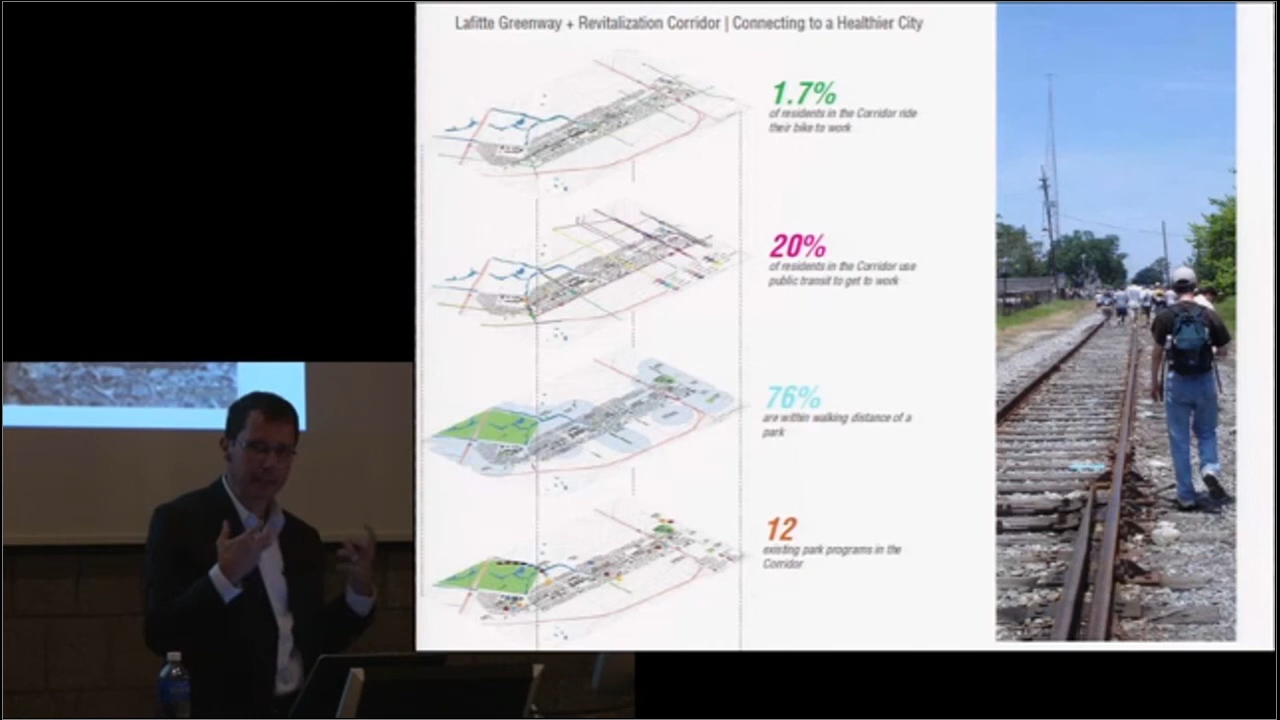 Lafitte Greenway + Revitalization Corridor | Connecting to a Healthier City
1.7%
of residents in the Corridor ride
their bike to work
20%
of residents in the Corridor use
public transit to get to work
76%
are within walking distance of a
park
12
existing park programs in the
Corridor